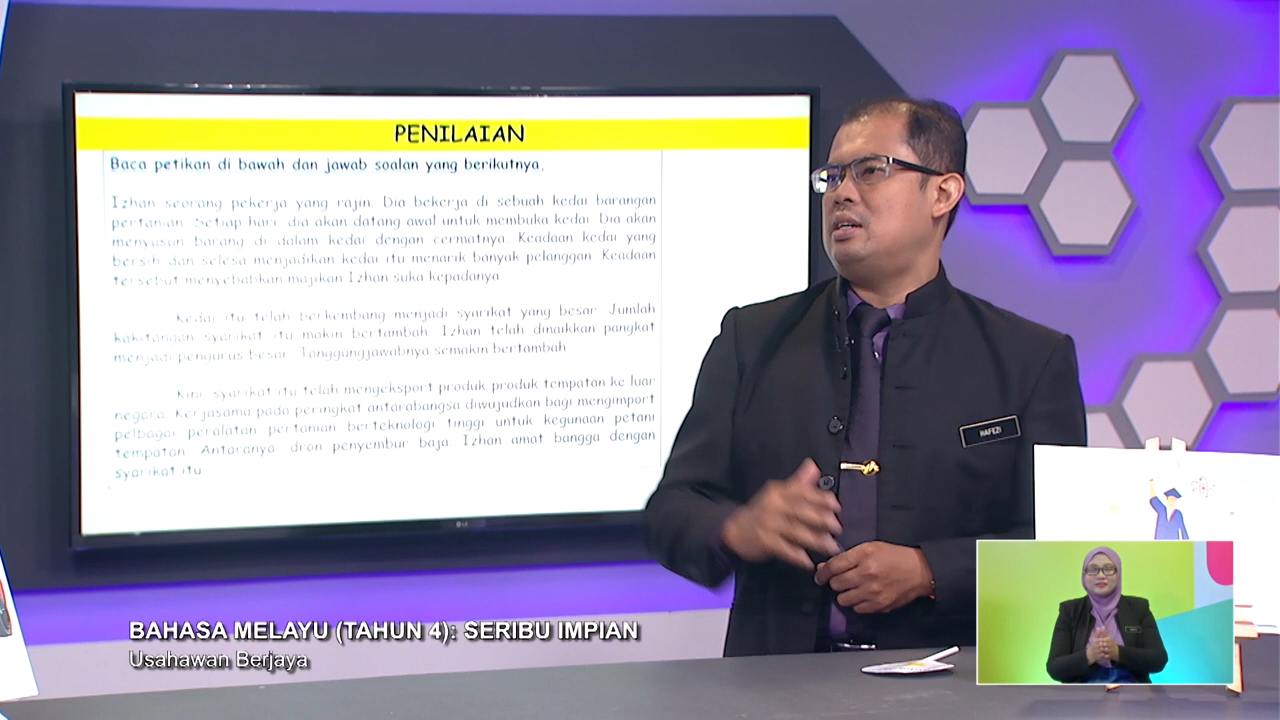 PENILAIAN
Baca petikan di bawah dan jawab soalan yang berikutnya.
Izhan seorang pekerja yang rajin. Dia bekerja di sebuah kedai barangan
pertanian. Setiap hari dia akan datang awal untuk membuka kedai. Dia akan
menyusun barang di dalam kedai dengan cermatnya. Keadaan kedai yang
bersih dan selesa menjadikan kedai itu menarik banyak pelanggan. Keadaan
tersebut menyebabkan majikan Izhan suka kepadanya.
Kedai itu telah berkembang menjadi syarikat yang besar. Jumlah
kakitangan syarikat itu makin bertambah. Izhan telah dinaikkan pangkat
menjadi pengurus besar. Tanggungjawabnya semakin bertambah.
Kini, syarikat itu telah mengeksport produk produk tempatan ke luar
negara. Kerjasama pada peringkat antarabangsa diwujudkan bagi mengimport
pelbagai peralatan pertanian berteknologi tinggi untuk kegunaan petani
tempatan. Antaranya, dron penyembur baja. Izhan amat bangga dengan
syarikat itu.
LG
HAFEZI
BAHASA MELAYU (TAHUN 4): SERIBU IMPIAN
Usahawan Berjaya